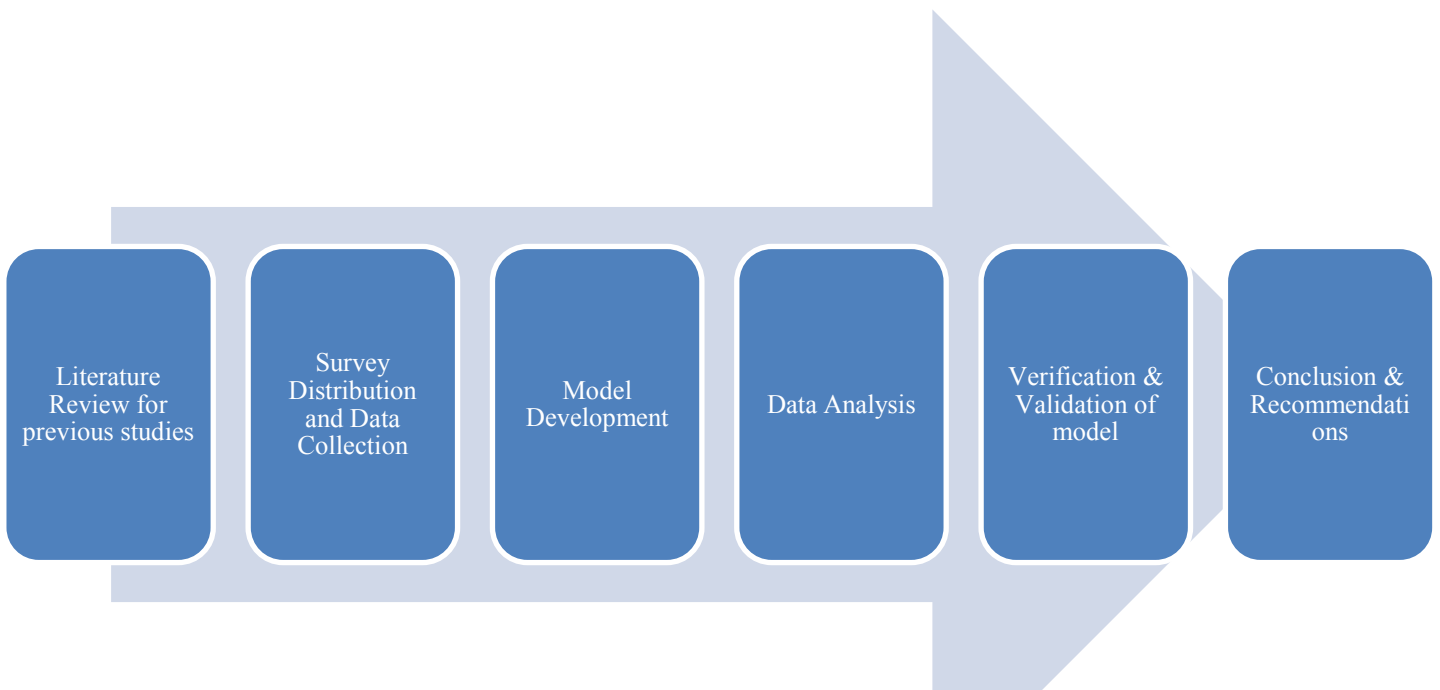 Literature
Review for
previous studies
Survey
Distribution
and Data
Collection
Model
Development
Data Analysis
Verification &
Validation of
model
Conclusion &
Recommendati
ons